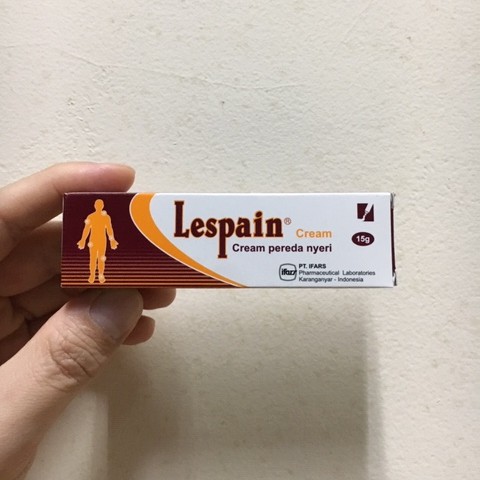 Lespain® Cream
Cream pereda nyeri
15g
ifars
PT. IFARS
Pharmaceutical Laboratories
Karanganyar - Indonesia